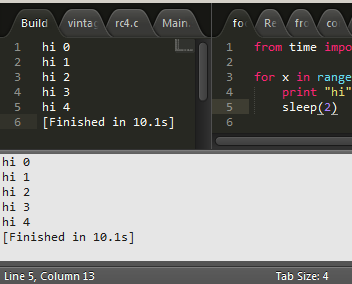 Build vinta rc4.c Main. fo Re fro co
1 hi 0
2 hi 1
3 hi 2
4 hi 3
5 hi 4
6 [Finished in 10.1s]
1 from time impo
2
3 for x in range
4 print "hi"
5 sleep(2)
6
hi 0
hi 1
hi 2
hi 3
hi 4
[Finished in 10.1s]
Line 5, Column 13 Tab Size: 4